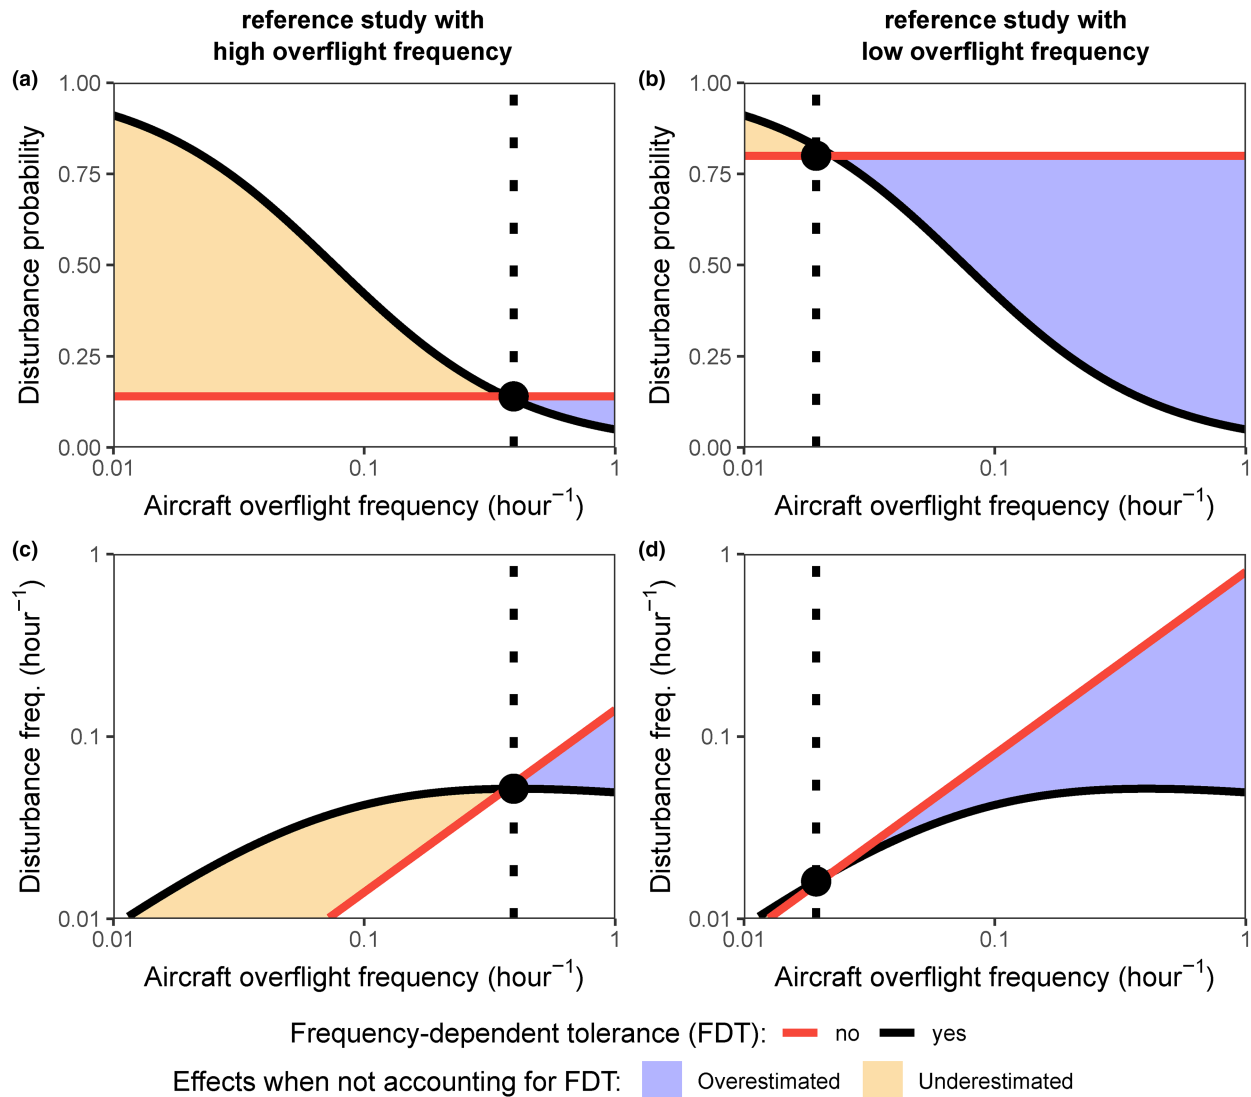 reference study with
high overflight frequency
reference study with
low overflight frequency
(a)
Disturbance probability
1.00
0.75
0.50
0.25
0.00
0.01
0.1
1
Aircraft overflight frequency (hour⁻¹)
(b)
Disturbance probability
1.00
0.75
0.50
0.25
0.00
0.01
0.1
1
Aircraft overflight frequency (hour⁻¹)
(c)
Disturbance freq. (hour⁻¹)
1
0.1
0.01
0.01
0.1
1
Aircraft overflight frequency (hour⁻¹)
(d)
Disturbance freq. (hour⁻¹)
1
0.1
0.01
0.01
0.1
1
Aircraft overflight frequency (hour⁻¹)
Frequency-dependent tolerance (FDT): no yes
Effects when not accounting for FDT: Overestimated Underestimated